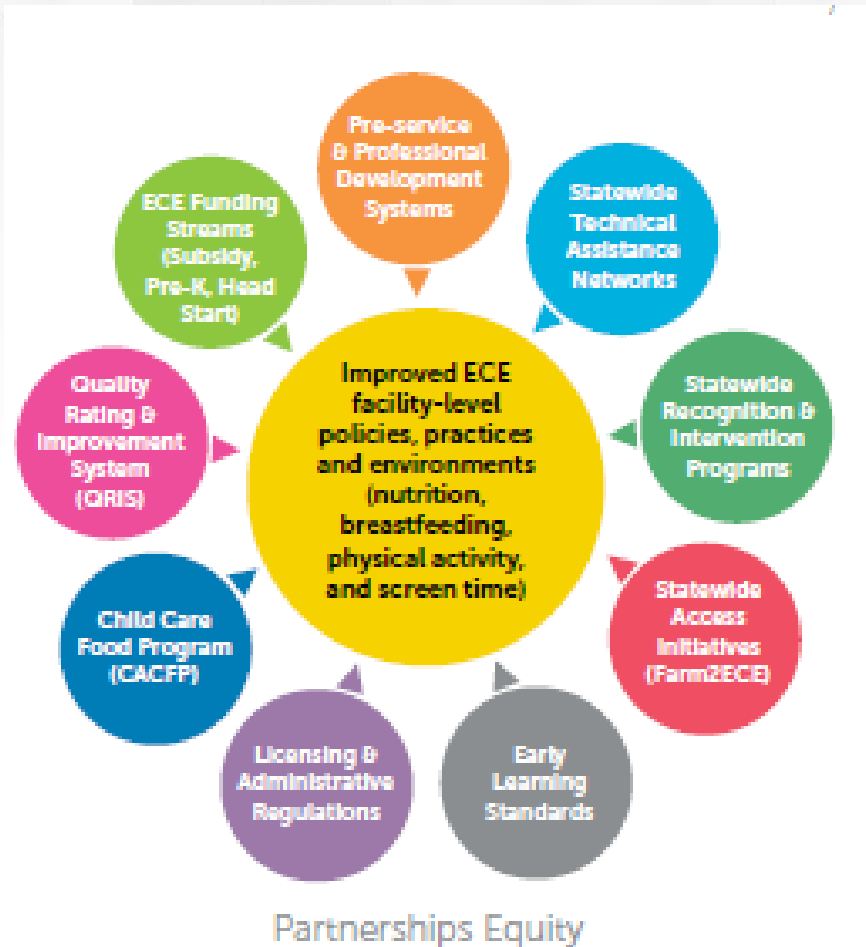 Pre-service
& Professional
Development
Systems
Statewide
Technical
Assistance
Networks
Statewide
Recognition &
Intervention
Programs
Statewide
Access
Initiatives
(Farm2ECE)
Early
Learning
Standards
Licensing &
Administrative
Regulations
Child Care
Food Program
(CACFP)
Quality
Rating &
Improvement
System
(QRIS)
ECE Funding
Streams
(Subsidy,
Pre-K, Head
Start)
Improved ECE
facility-level
policies, practices
and environments
(nutrition,
breastfeeding,
physical activity,
and screen time)
Partnerships Equity